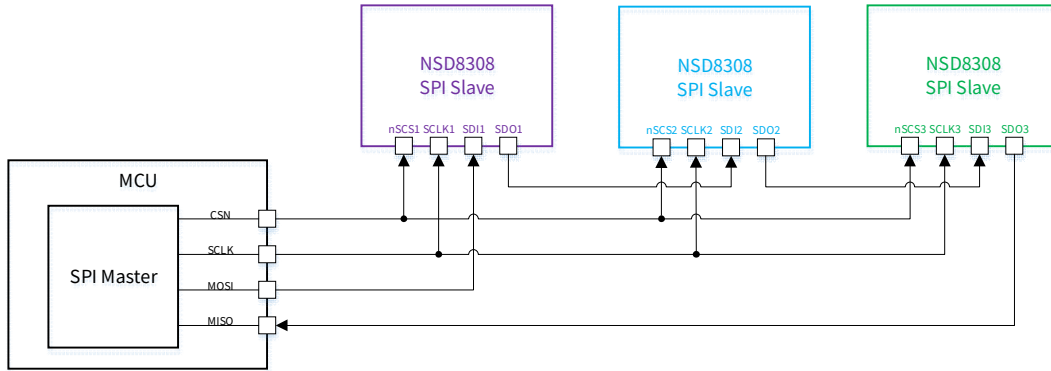 NSD8308
SPI Slave
nSCS1 SCLK1 SDI1 SDO1
NSD8308
SPI Slave
nSCS2 SCLK2 SDI2 SDO2
NSD8308
SPI Slave
nSCS3 SCLK3 SDI3 SDO3
MCU
SPI Master
CSN
SCLK
MOSI
MISO